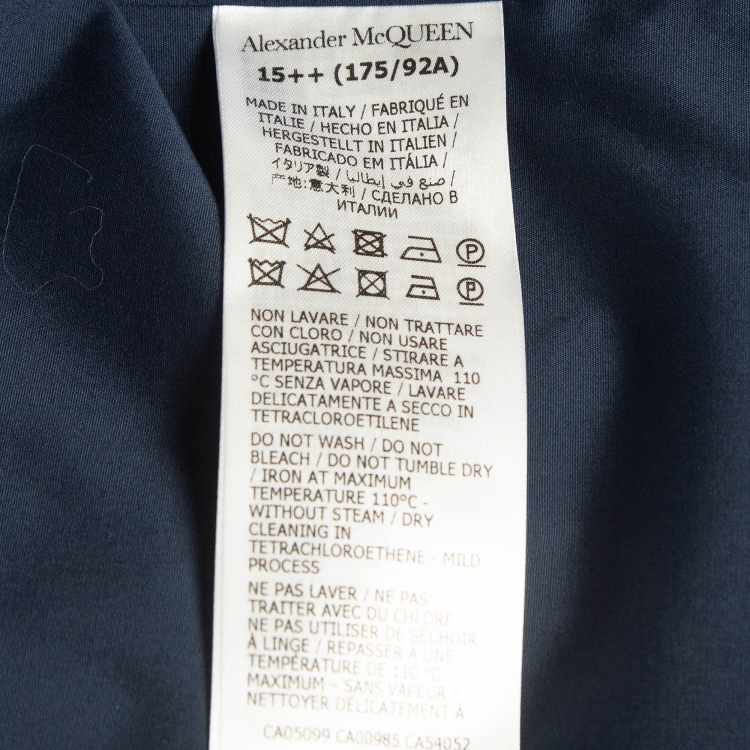 Alexander McQUEEN
15++ (175/92A)
MADE IN ITALY / FABRIQUÉ EN
ITALIE / HECHO EN ITALIA /
HERGESTELLT IN ITALIEN /
FABRICADO EM ITÁLIA /
イタリア製 / صنع في إيطاليا /
产地:意大利 / СДЕЛАНО В
ИТАЛИИ
P
P
NON LAVARE / NON TRATTARE
CON CLORO / NON USARE
ASCIUGATRICE / STIRARE A
TEMPERATURA MASSIMA 110
°C SENZA VAPORE / LAVARE
DELICATAMENTE A SECCO IN
TETRACLOROETILENE
DO NOT WASH / DO NOT
BLEACH / DO NOT TUMBLE DRY
/ IRON AT MAXIMUM
TEMPERATURE 110°C -
WITHOUT STEAM / DRY
CLEANING IN
TETRACHLOROETHENE - MILD
PROCESS
NE PAS LAVER / NE PAS
TRAITER AVEC DU CHLORE /
NE PAS UTILISER DE SÉCHOIR
À LINGE / REPASSER À UNE
TEMPÉRATURE DE 110 °C
MAXIMUM – SANS VAPEUR /
NETTOYER DÉLICATEMENT À
CA05099 CA00985 CA54052